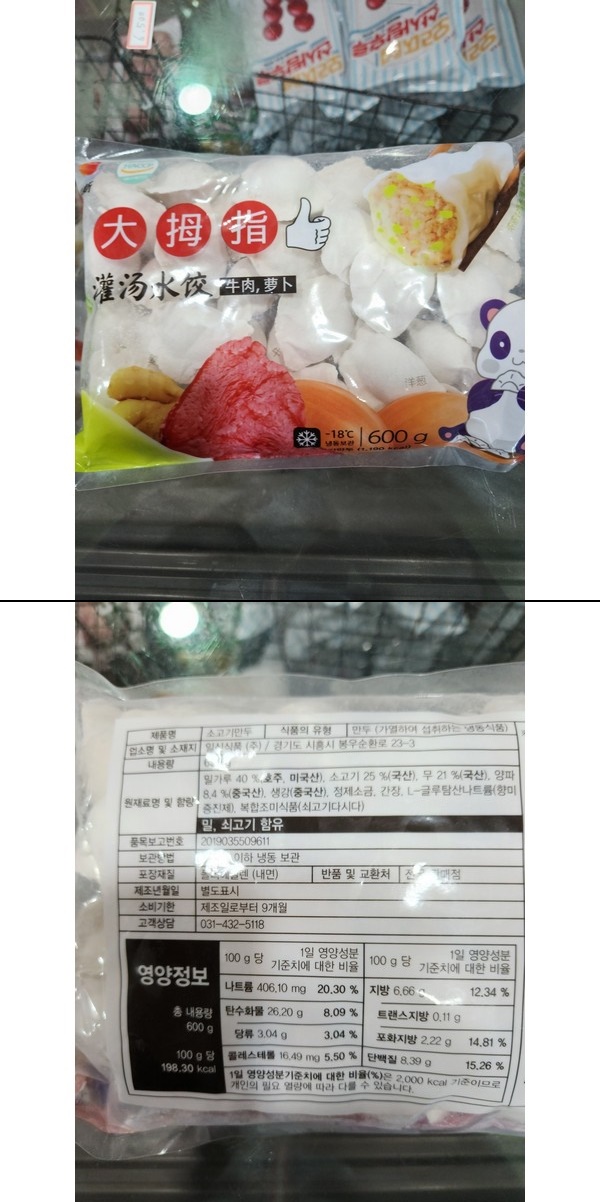 HACCP
大拇指
灌汤水饺 牛肉,萝卜
-18℃
냉동보관
600 g
제품명 소고기만두 식품의 유형 만두 (가열하여 섭취하는 냉동식품)
업소명 및 소재지 일신식품 (주) / 경기도 시흥시 봉우순환로 23-3
내용량
원재료명 및 함량
밀가루 40 %(호주, 미국산), 소고기 25 %(국산), 무 21 %(국산), 양파
8,4 %(중국산), 생강(중국산), 정제소금, 간장, L-글루탐산나트륨(향미
증진제), 복합조미식품(쇠고기다시다)
밀, 쇠고기 함유
품목보고번호 2019035509611
보관방법 이하 냉동 보관
포장재질 (내면) 반품 및 교환처
제조년월일 별도표시
소비기한 제조일로부터 9개월
고객상담 031-432-5118
영양정보
총 내용량
600 g
100 g 당
198,30 kcal
100 g 당 1일 영양성분
기준치에 대한 비율
나트륨 406,10 mg 20,30 %
탄수화물 26,20 g 8,09 %
당류 3,04 g 3,04 %
콜레스테롤 16,49 mg 5,50 %
100 g 당 1일 영양성분
기준치에 대한 비율
지방 6,66 12,34 %
트랜스지방 0,11 g
포화지방 2,22 g 14,81 %
단백질 8,39 g 15,26 %
1일 영양성분기준치에 대한 비율(%)은 2,000 kcal 기준이므로
개인의 필요 열량에 따라 다를 수 있습니다.